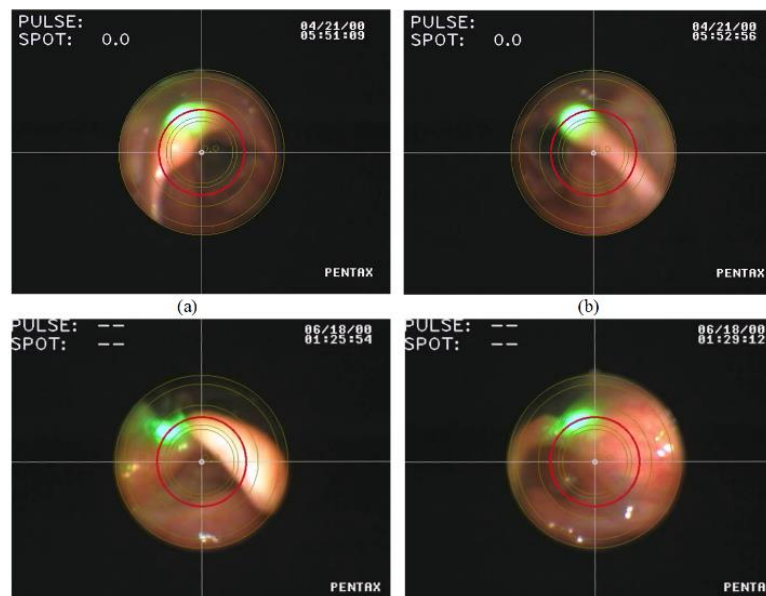 PULSE:
SPOT: 0.0
04/21/00
05:51:09
PENTAX
PULSE:
SPOT: 0.0
04/21/00
05:52:56
PENTAX
(a)
(b)
PULSE: --
SPOT: --
06/18/00
01:25:54
PENTAX
PULSE: --
SPOT: --
06/18/00
01:29:12
PENTA